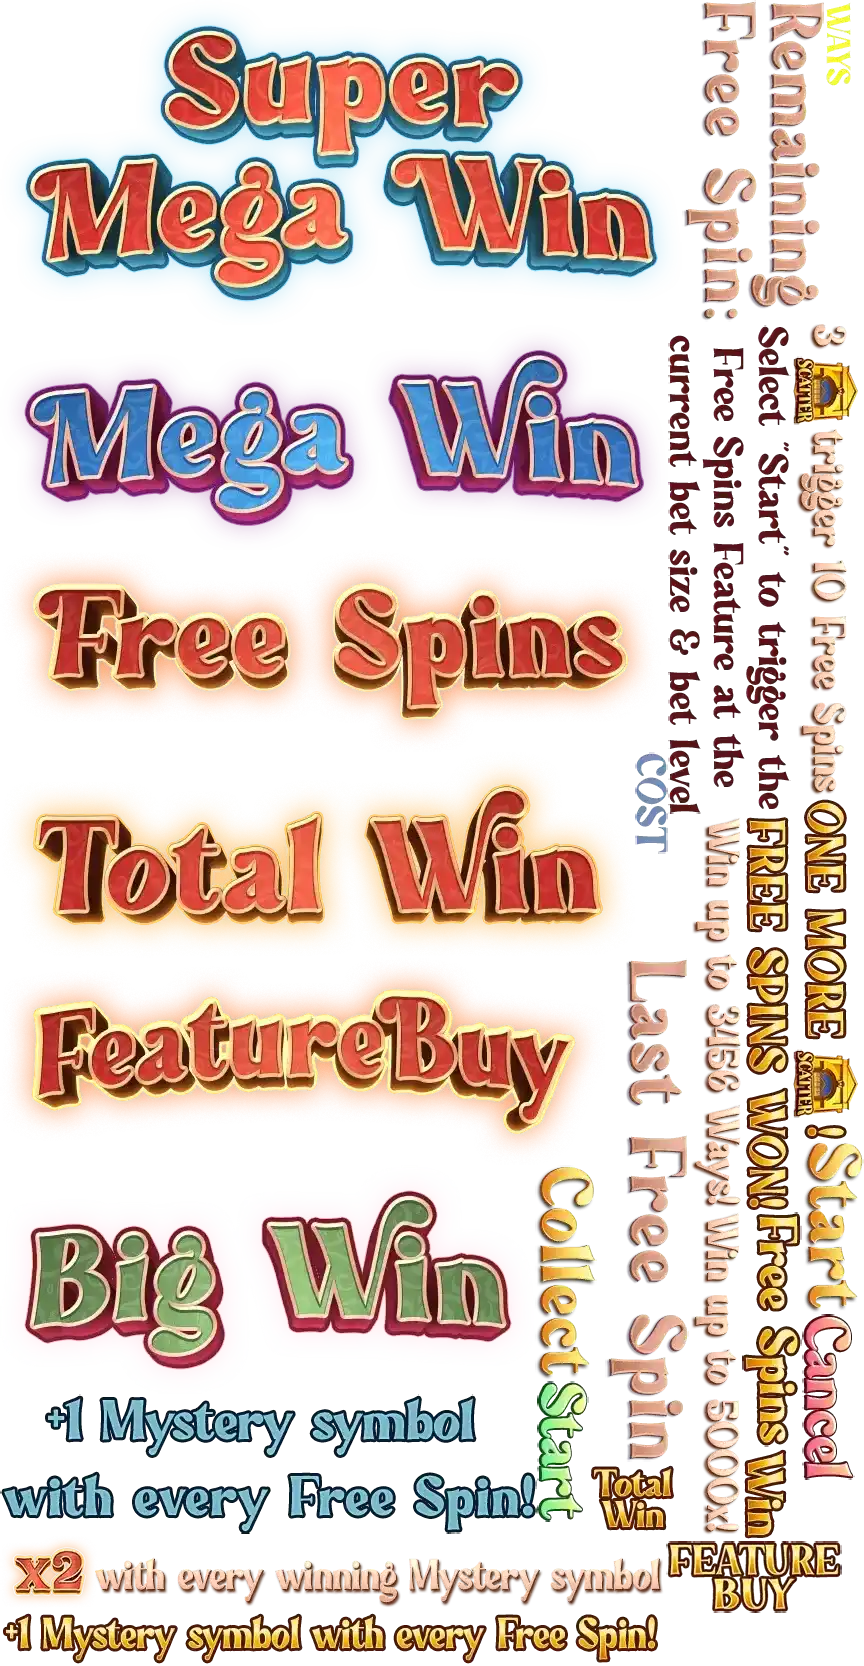 Super
Mega Win
Mega Win
Free Spins
Total Win
FeatureBuy
Big Win
+1 Mystery symbol
with every Free Spin!
x2 with every winning Mystery symbol
+1 Mystery symbol with every Free Spin!
WAYS
Remaining
Free Spin:
3 SCATTER trigger 10 Free Spins
Select "Start" to trigger the
Free Spins Feature at the
current bet size & bet level
COST
ONE MORE SCATTER !
FREE SPINS WON!
Win up to 3456 Ways! Win up to 5000x!
Last Free Spin
Start
Cancel
Free Spins Win
Collect
Start
Total
Win
FEATURE
BUY